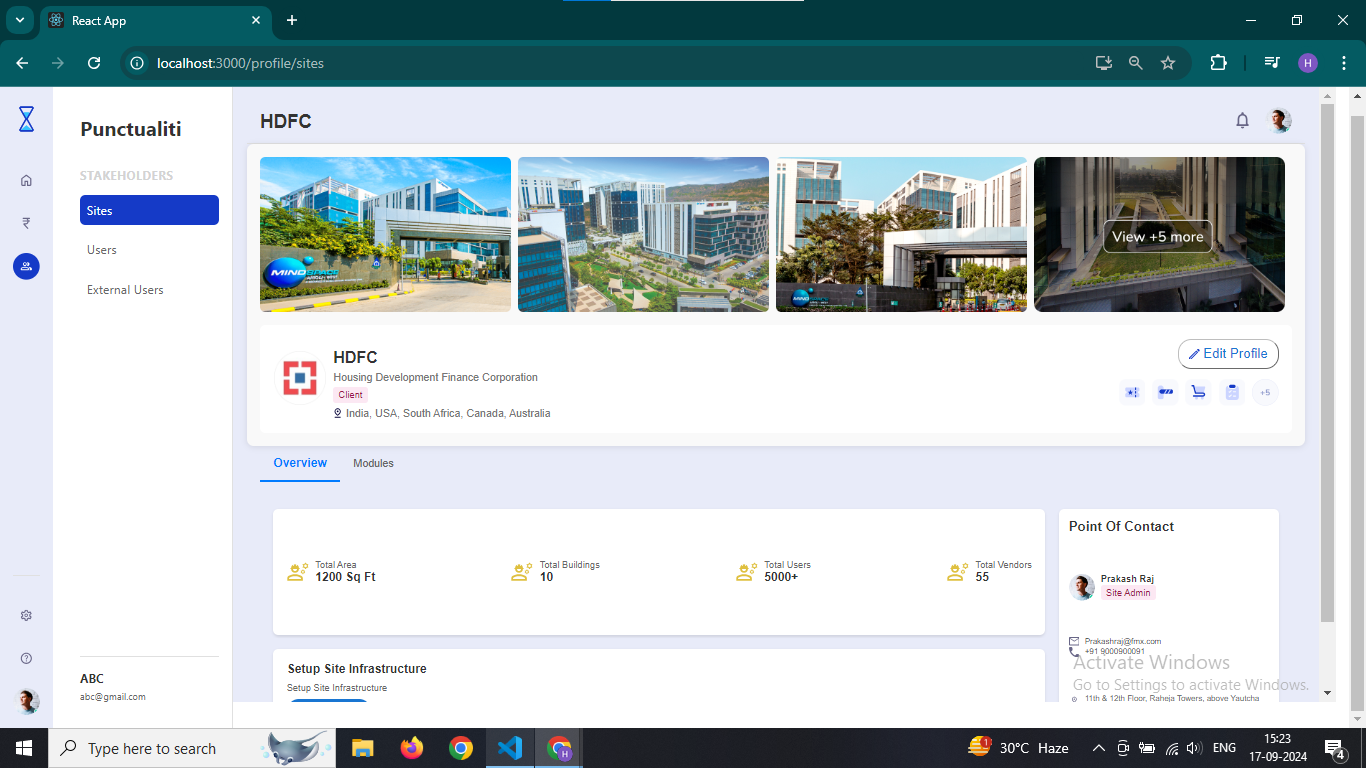 React App
localhost:3000/profile/sites
H
Punctualiti
HDFC
STAKEHOLDERS
Sites
Users
External Users
MINDSPACE
View +5 more
HDFC
Housing Development Finance Corporation
Client
India, USA, South Africa, Canada, Australia
Edit Profile
+5
Overview
Modules
Total Area
1200 Sq Ft
Total Buildings
10
Total Users
5000+
Total Vendors
55
Point Of Contact
Prakash Raj
Site Admin
Prakashraj@fmx.com
+91 9000900091
Activate Windows
Go to Settings to activate Windows.
11th & 12th Floor, Raheja Towers, above Yautcha
Setup Site Infrastructure
Setup Site Infrastructure
ABC
abc@gmail.com
Type here to search
H
1
30°C Haze
ENG
15:23
17-09-2024
4